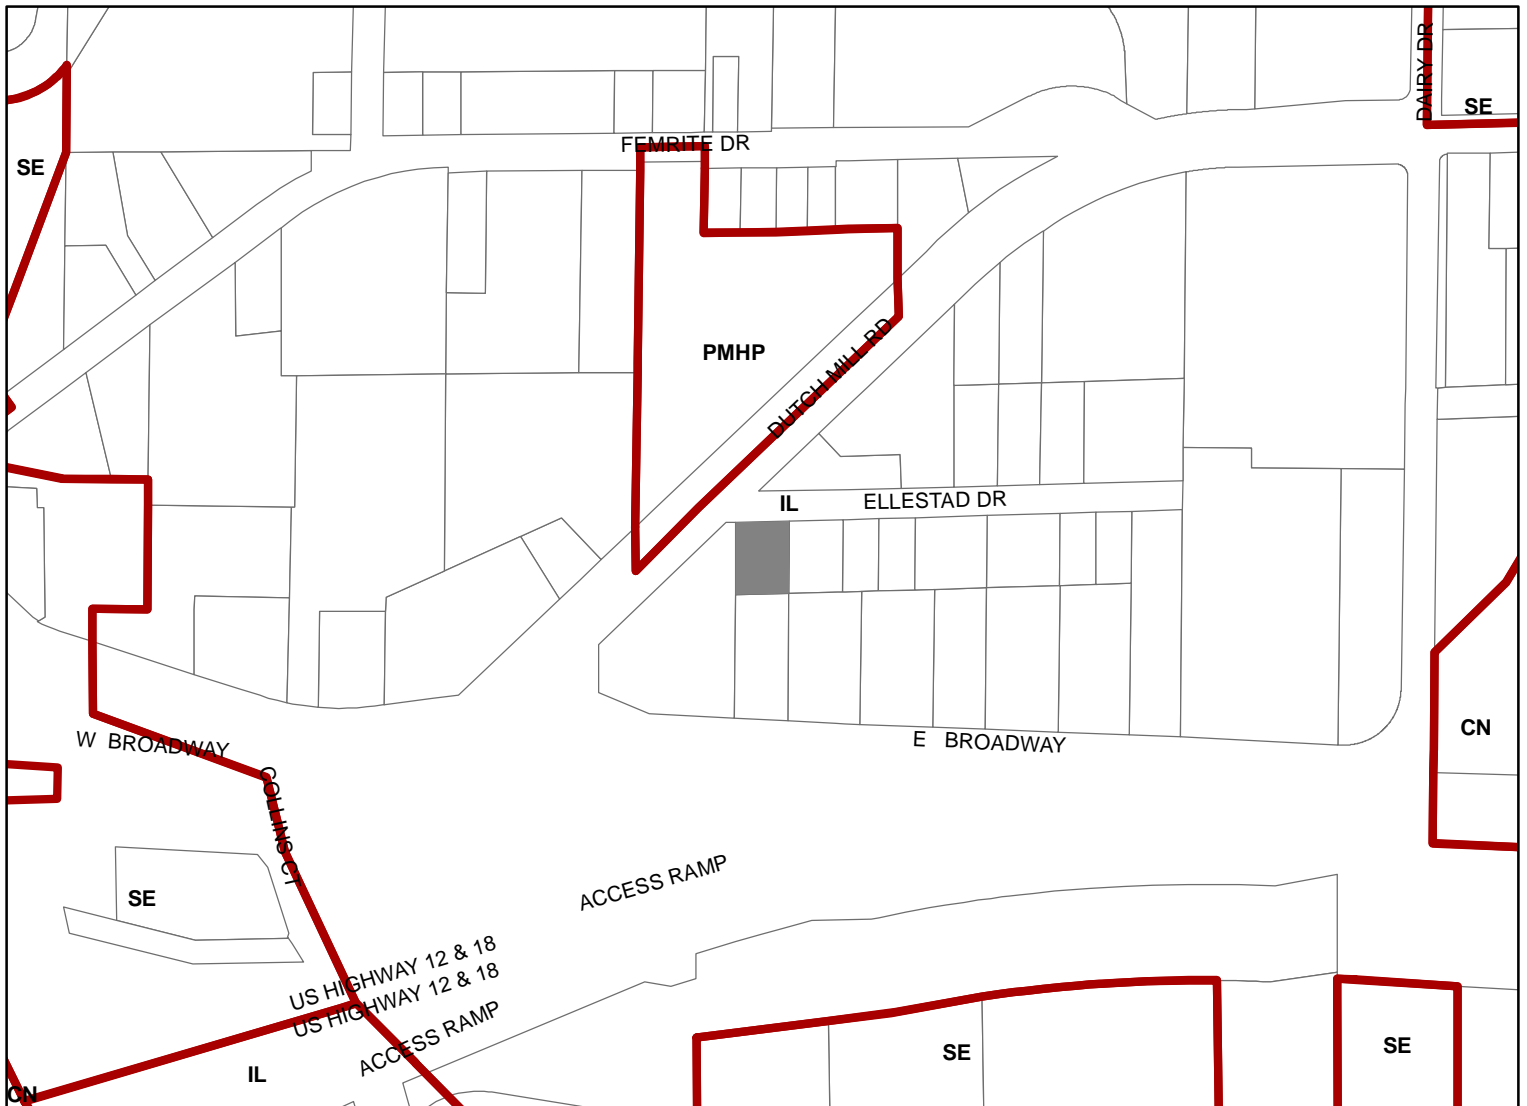 DAIRY DR
SE
FEMRITE DR
SE
PMHP
DUTCH MILL RD
IL
ELLESTAD DR
CN
W BROADWAY
E BROADWAY
COLLINS CT
ACCESS RAMP
SE
US HIGHWAY 12 & 18
US HIGHWAY 12 & 18
ACCESS RAMP
SE
SE
IL
CN